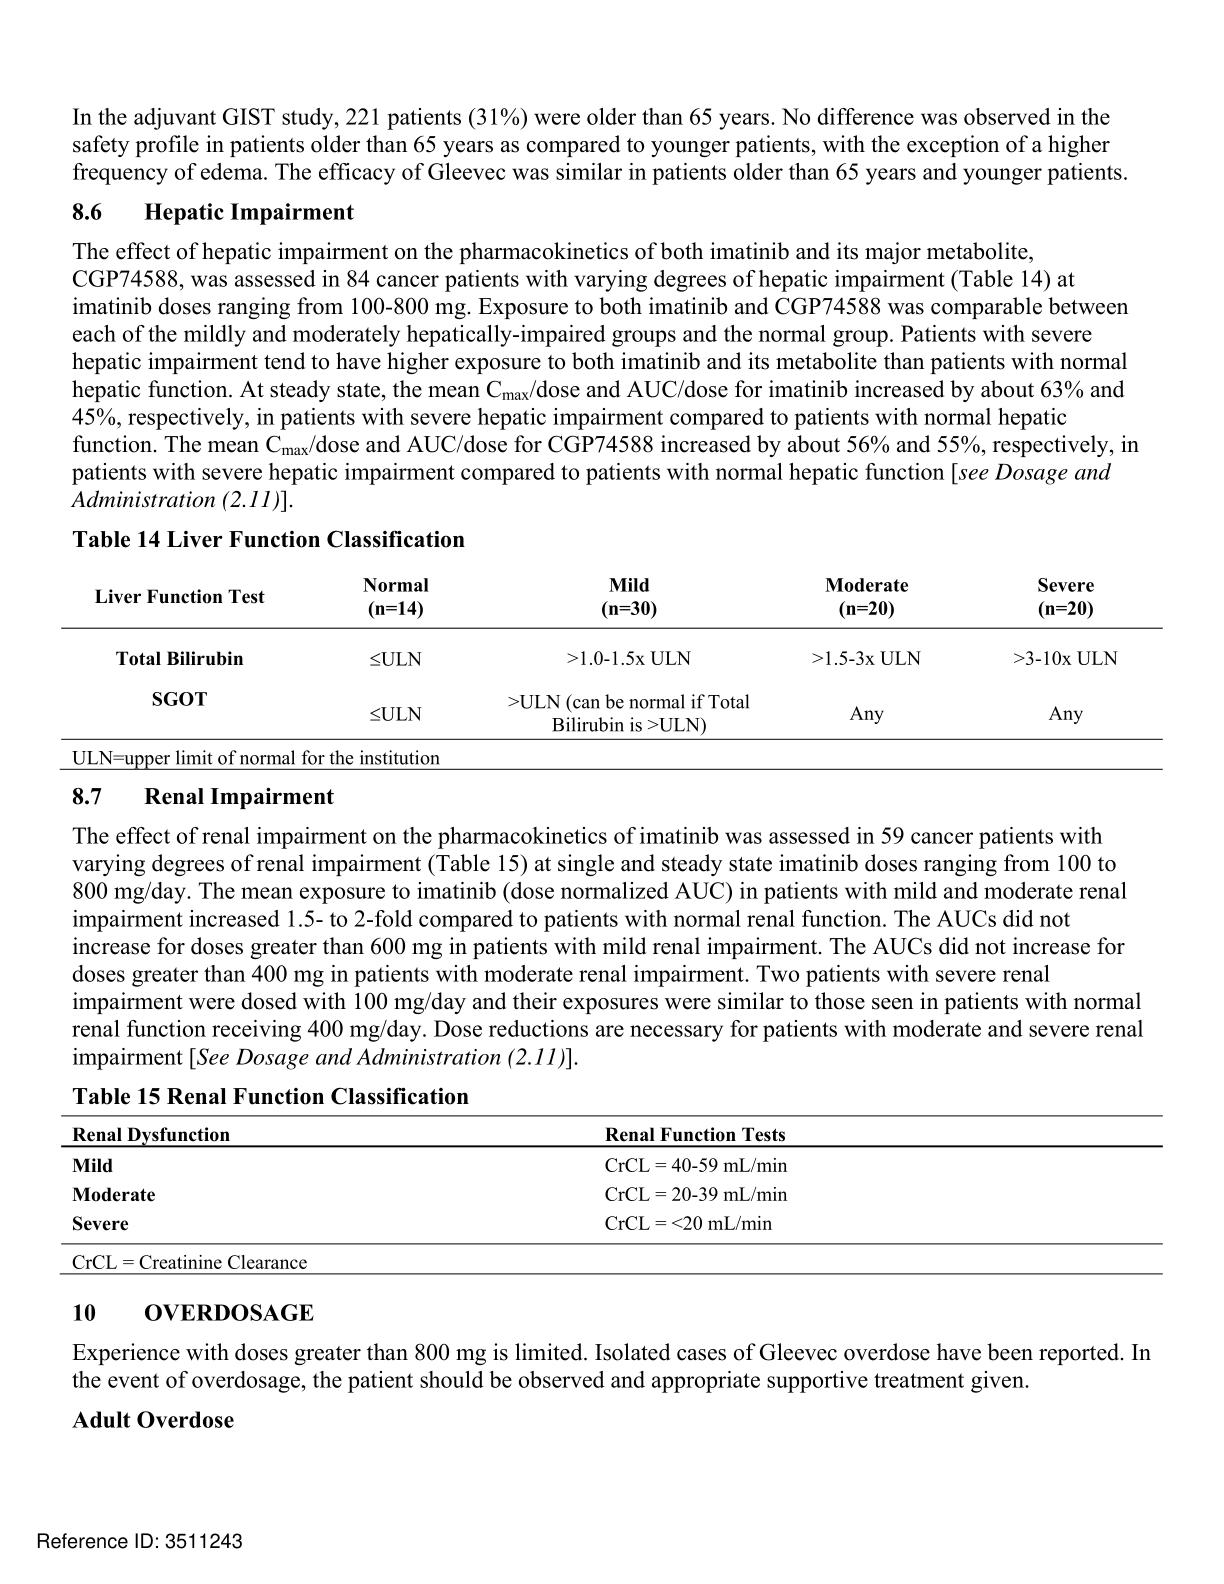 In the adjuvant GIST study, 221 patients (31%) were older than 65 years. No difference was observed in the
safety profile in patients older than 65 years as compared to younger patients, with the exception of a higher
frequency of edema. The efficacy of Gleevec was similar in patients older than 65 years and younger patients.
8.6 Hepatic Impairment
The effect of hepatic impairment on the pharmacokinetics of both imatinib and its major metabolite,
CGP74588, was assessed in 84 cancer patients with varying degrees of hepatic impairment (Table 14) at
imatinib doses ranging from 100-800 mg. Exposure to both imatinib and CGP74588 was comparable between
each of the mildly and moderately hepatically-impaired groups and the normal group. Patients with severe
hepatic impairment tend to have higher exposure to both imatinib and its metabolite than patients with normal
hepatic function. At steady state, the mean Cmax/dose and AUC/dose for imatinib increased by about 63% and
45%, respectively, in patients with severe hepatic impairment compared to patients with normal hepatic
function. The mean Cmax/dose and AUC/dose for CGP74588 increased by about 56% and 55%, respectively, in
patients with severe hepatic impairment compared to patients with normal hepatic function [see Dosage and
Administration (2.11)].
Table 14 Liver Function Classification
Liver Function Test Normal (n=14) Mild (n=30) Moderate (n=20) Severe (n=20)
Total Bilirubin ≤ULN >1.0-1.5x ULN >1.5-3x ULN >3-10x ULN
SGOT ≤ULN >ULN (can be normal if Total Bilirubin is >ULN) Any Any
ULN=upper limit of normal for the institution
8.7 Renal Impairment
The effect of renal impairment on the pharmacokinetics of imatinib was assessed in 59 cancer patients with
varying degrees of renal impairment (Table 15) at single and steady state imatinib doses ranging from 100 to
800 mg/day. The mean exposure to imatinib (dose normalized AUC) in patients with mild and moderate renal
impairment increased 1.5- to 2-fold compared to patients with normal renal function. The AUCs did not
increase for doses greater than 600 mg in patients with mild renal impairment. The AUCs did not increase for
doses greater than 400 mg in patients with moderate renal impairment. Two patients with severe renal
impairment were dosed with 100 mg/day and their exposures were similar to those seen in patients with normal
renal function receiving 400 mg/day. Dose reductions are necessary for patients with moderate and severe renal
impairment [See Dosage and Administration (2.11)].
Table 15 Renal Function Classification
Renal Dysfunction Renal Function Tests
Mild CrCL = 40-59 mL/min
Moderate CrCL = 20-39 mL/min
Severe CrCL = <20 mL/min
CrCL = Creatinine Clearance
10 OVERDOSAGE
Experience with doses greater than 800 mg is limited. Isolated cases of Gleevec overdose have been reported. In
the event of overdosage, the patient should be observed and appropriate supportive treatment given.
Adult Overdose
Reference ID: 3511243